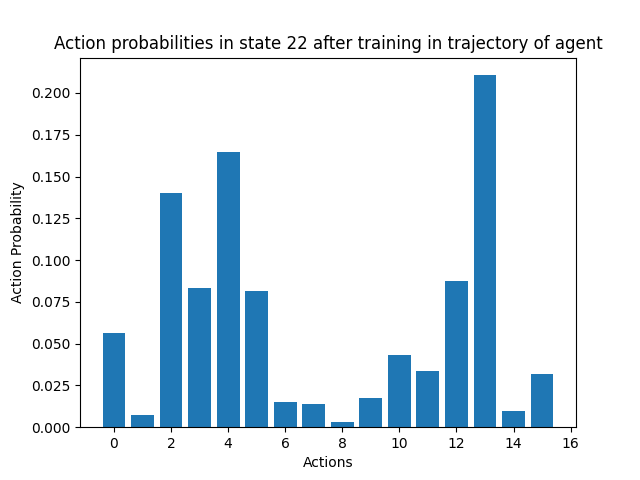 Action probabilities in state 22 after training in trajectory of agent
0.200
0.175
0.150
0.125
0.100
0.075
0.050
0.025
0.000
Action Probability
0 2 4 6 8 10 12 14 16
Actions